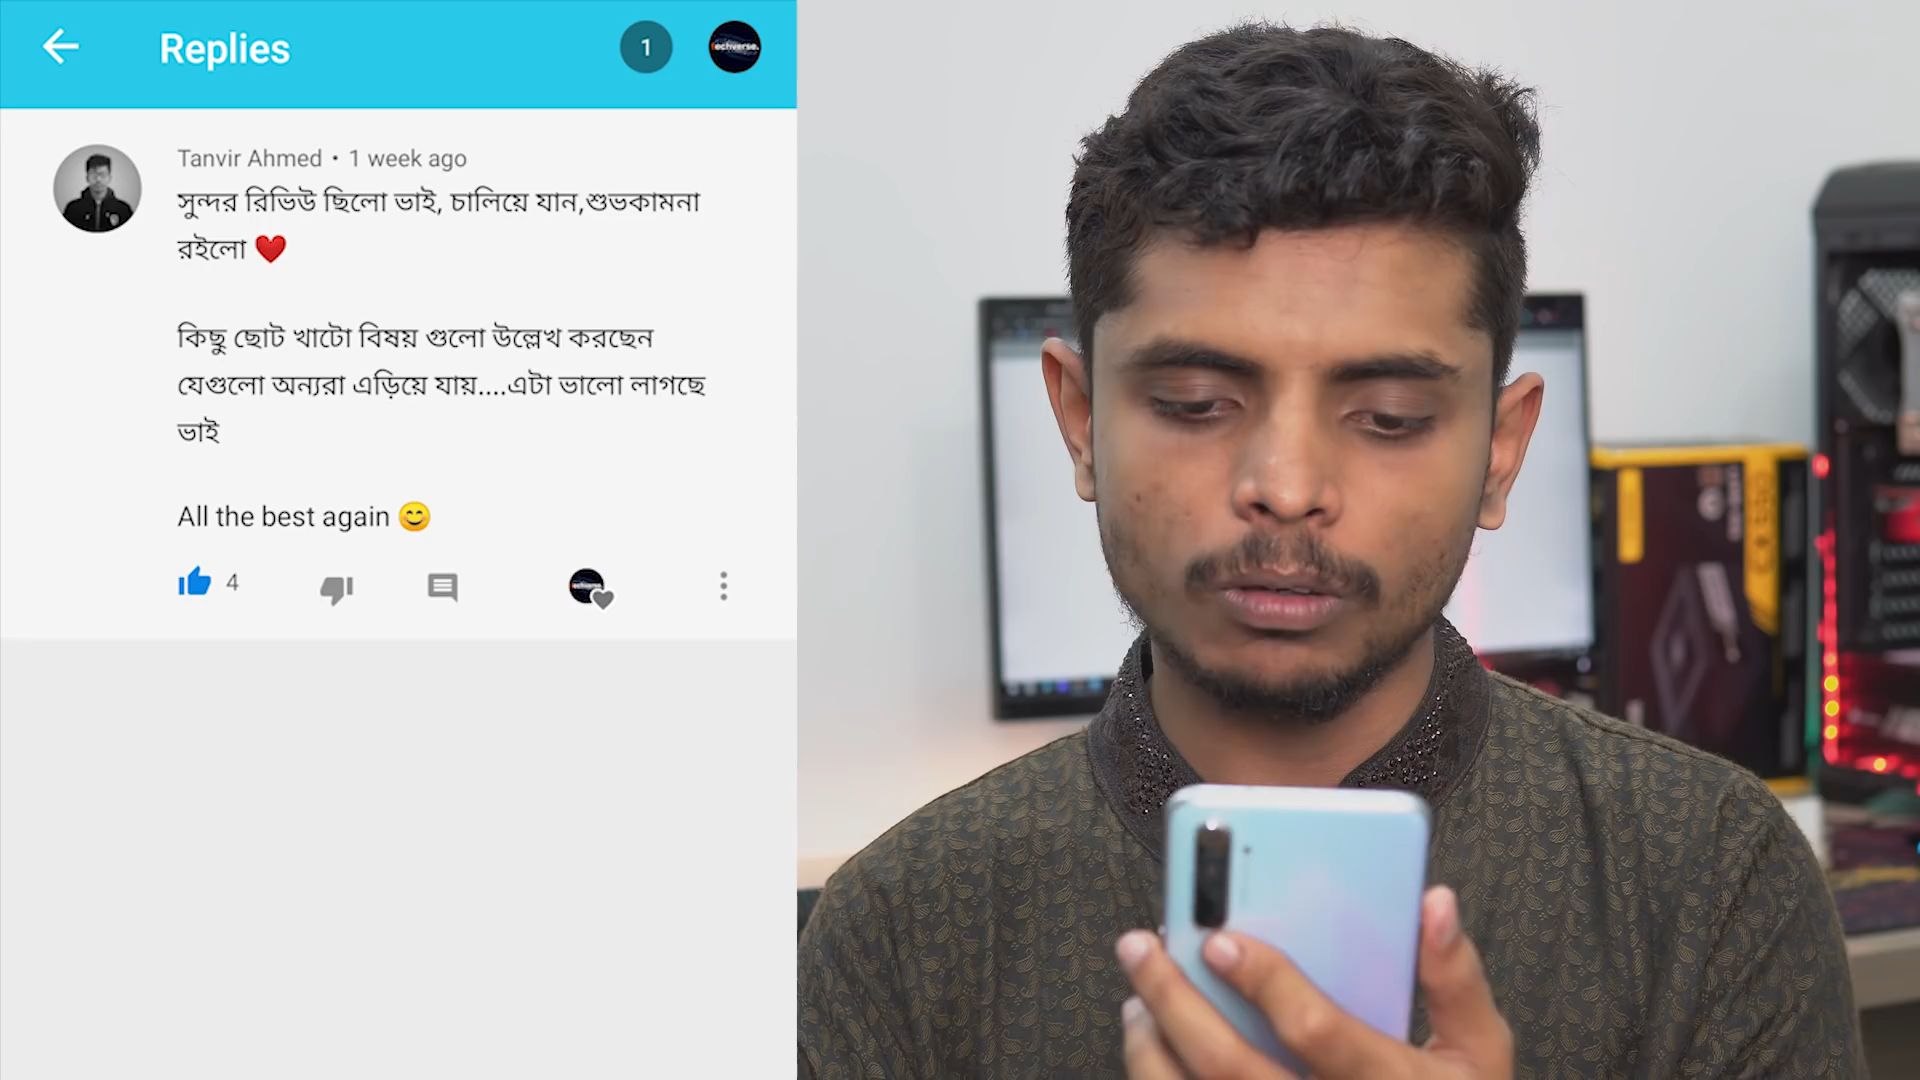 Replies
1
techverse.
Tanvir Ahmed • 1 week ago
সুন্দর রিভিউ ছিলো ভাই, চালিয়ে যান,শুভকামনা
রইলো ❤️
কিছু ছোট খাটো বিষয় গুলো উল্লেখ করছেন
যেগুলো অন্যরা এড়িয়ে যায়....এটা ভালো লাগছে
ভাই
All the best again 😊
4